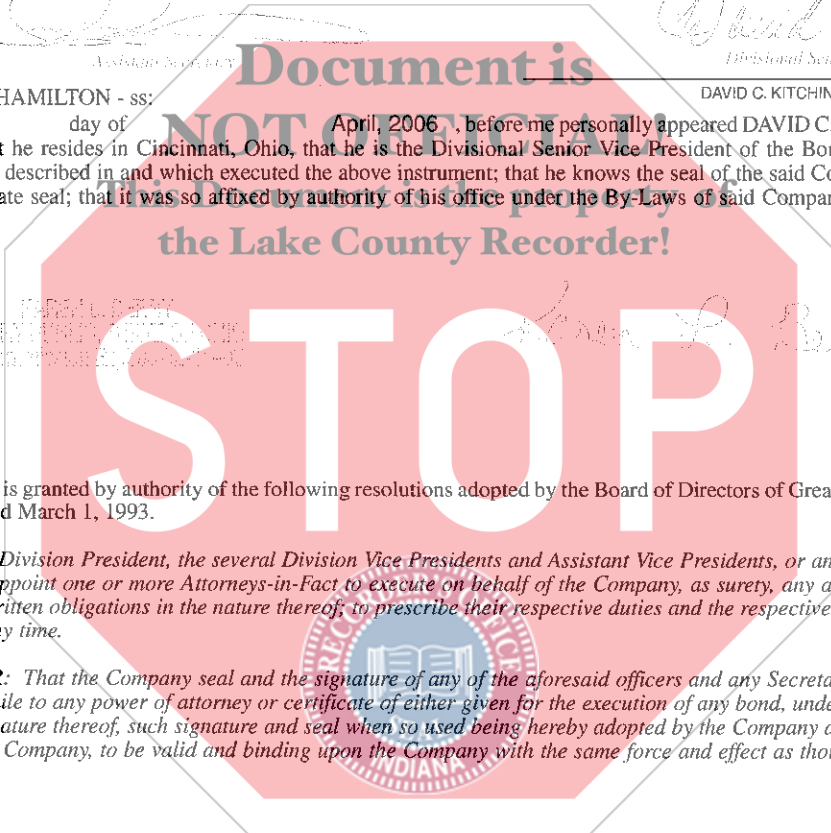 Assistant Secretary
Divisional Sen
Document is
DAVID C. KITCHIN
HAMILTON - ss:
day of April, 2006 , before me personally appeared DAVID C.
NOT OFFICIAL!
t he resides in Cincinnati, Ohio, that he is the Divisional Senior Vice President of the Bon
described in and which executed the above instrument; that he knows the seal of the said Co
This Document is the property of
ate seal; that it was so affixed by authority of his office under the By-Laws of said Compan
the Lake County Recorder!
STOP
is granted by authority of the following resolutions adopted by the Board of Directors of Grea
d March 1, 1993.
Division President, the several Division Vice Presidents and Assistant Vice Presidents, or an
ppoint one or more Attorneys-in-Fact to execute on behalf of the Company, as surety, any a
ritten obligations in the nature thereof; to prescribe their respective duties and the respective
y time.
RECORDER'S OFFICE
: That the Company seal and the signature of any of the aforesaid officers and any Secreta
ile to any power of attorney or certificate of either given for the execution of any bond, unde
ature thereof, such signature and seal when so used being hereby adopted by the Company a
SEAL
Company, to be valid and binding upon the Company with the same force and effect as thou
INDIANA